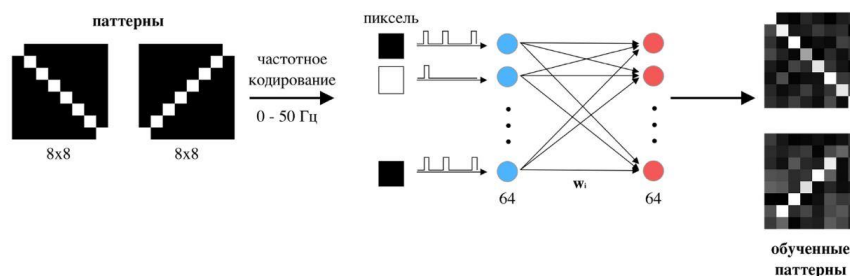 паттерны
8x8
8x8
частотное
кодирование
0 - 50 Гц
пиксель
64
wᵢ
64
обученные
паттерны